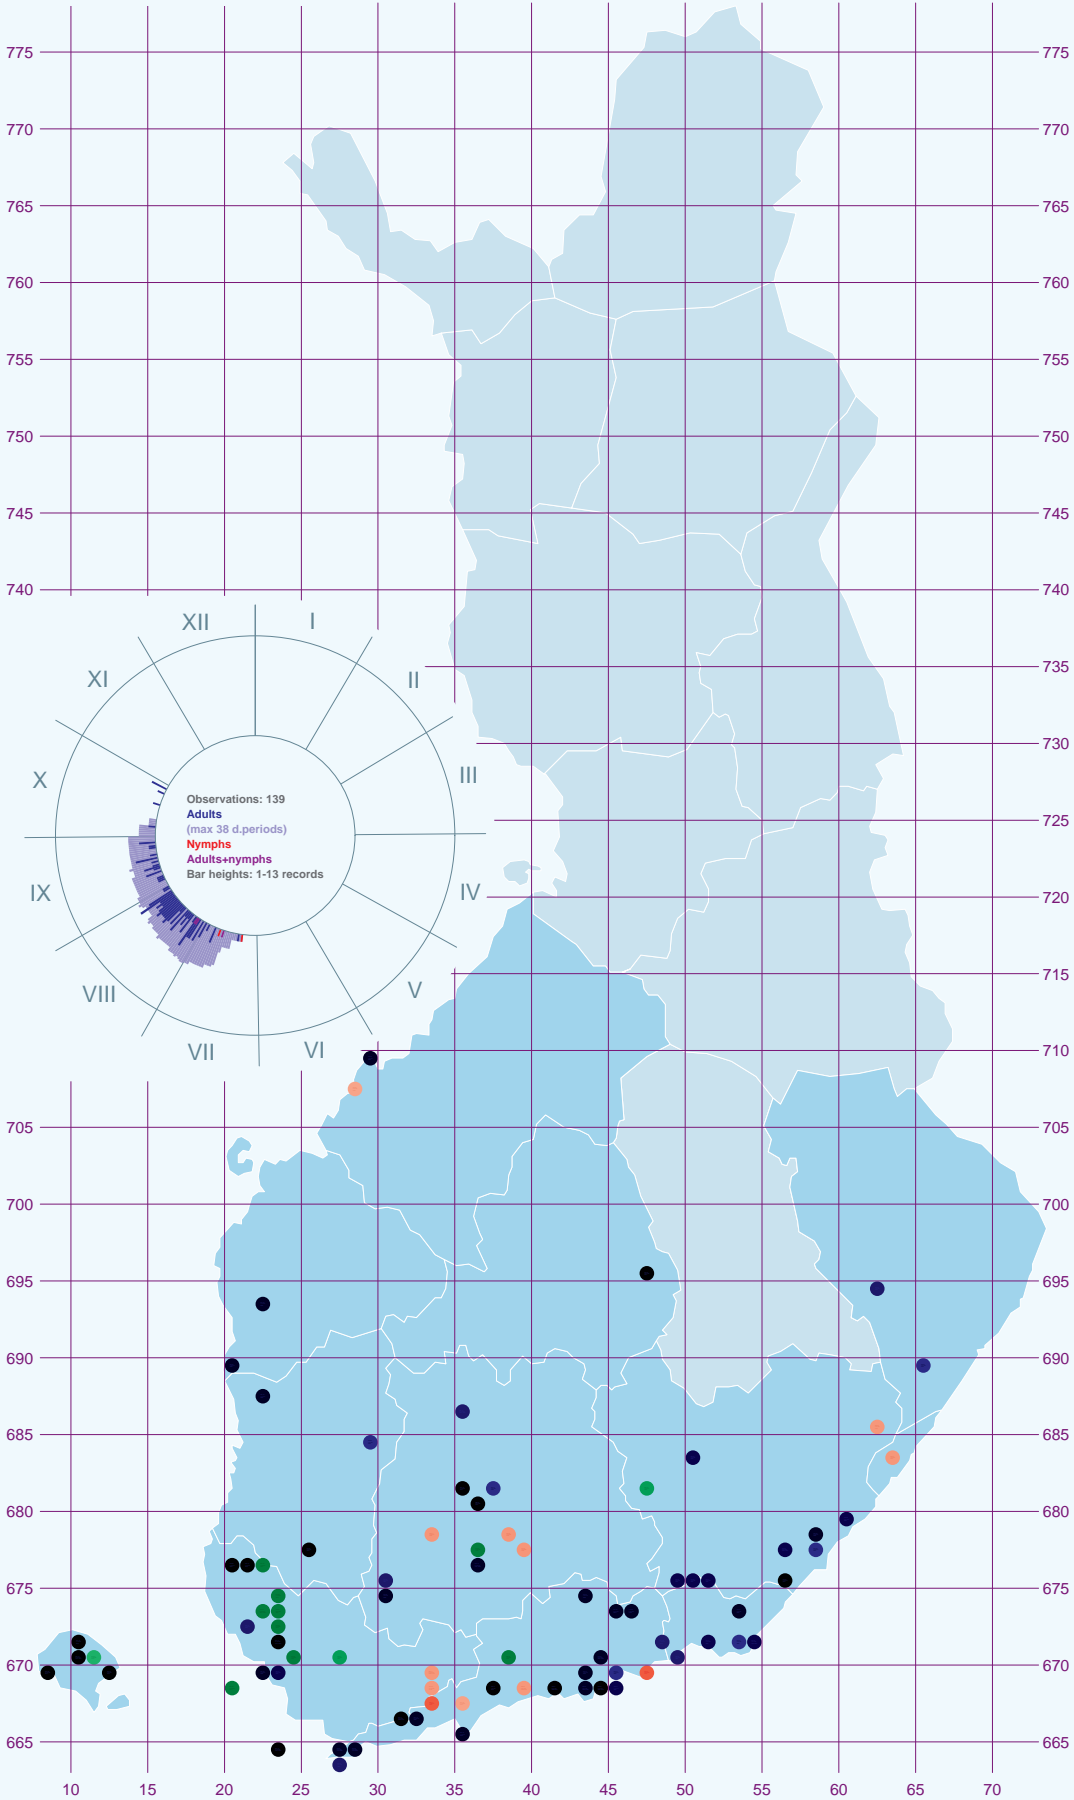 775 775
770 770
765 765
760 760
755 755
750 750
745 745
740 740
XII I
735
XI II
730
X III
Observations: 139
Adults
725
(max 38 d.periods)
Nymphs
Adults+nymphs
Bar heights: 1-13 records
IX IV
720
VIII V
715
VII VI
710
705 705
700 700
695 695
690 690
685 685
680 680
675 675
670 670
665 665
10 15 20 25 30 35 40 45 50 55 60 65 70